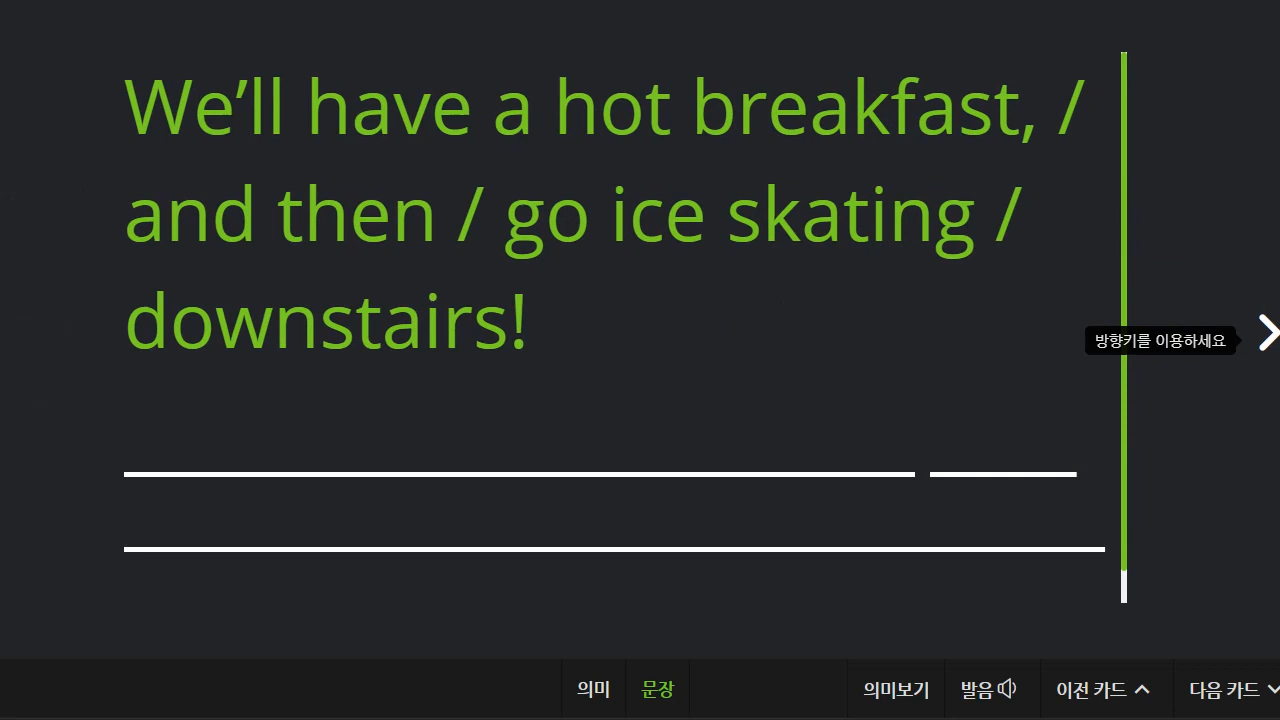 We’ll have a hot breakfast, /
and then / go ice skating /
downstairs!
방향키를 이용하세요
의미 문장 의미보기 발음 이전 카드 다음 카드